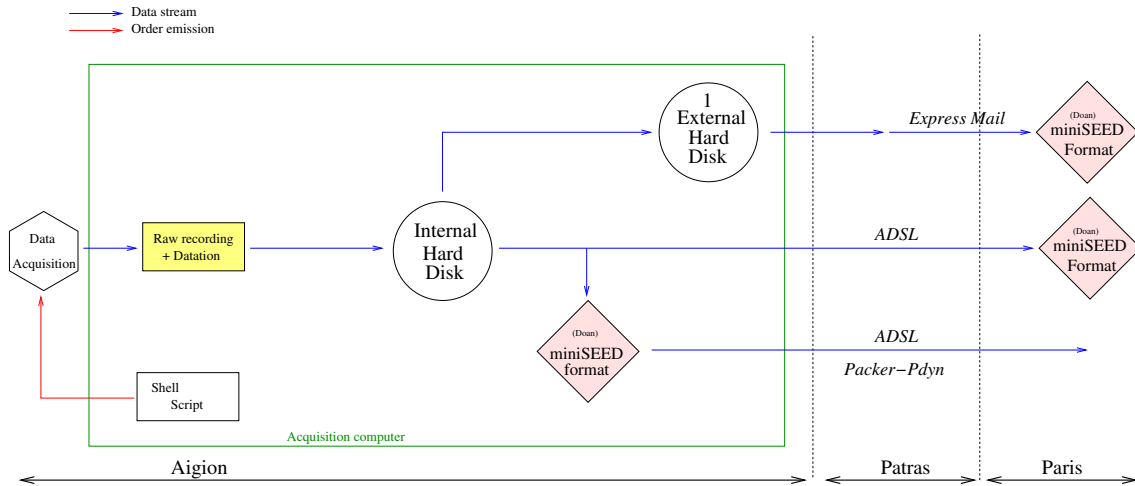 Data stream
Order emission
1
External
Hard
Disk
Express Mail
(Doan)
miniSEED
Format
Data
Acquisition
Raw recording
+ Datation
Internal
Hard
Disk
ADSL
(Doan)
miniSEED
Format
(Doan)
miniSEED
format
ADSL
Packer-Pdyn
Shell
Script
Acquisition computer
Aigion
Patras
Paris